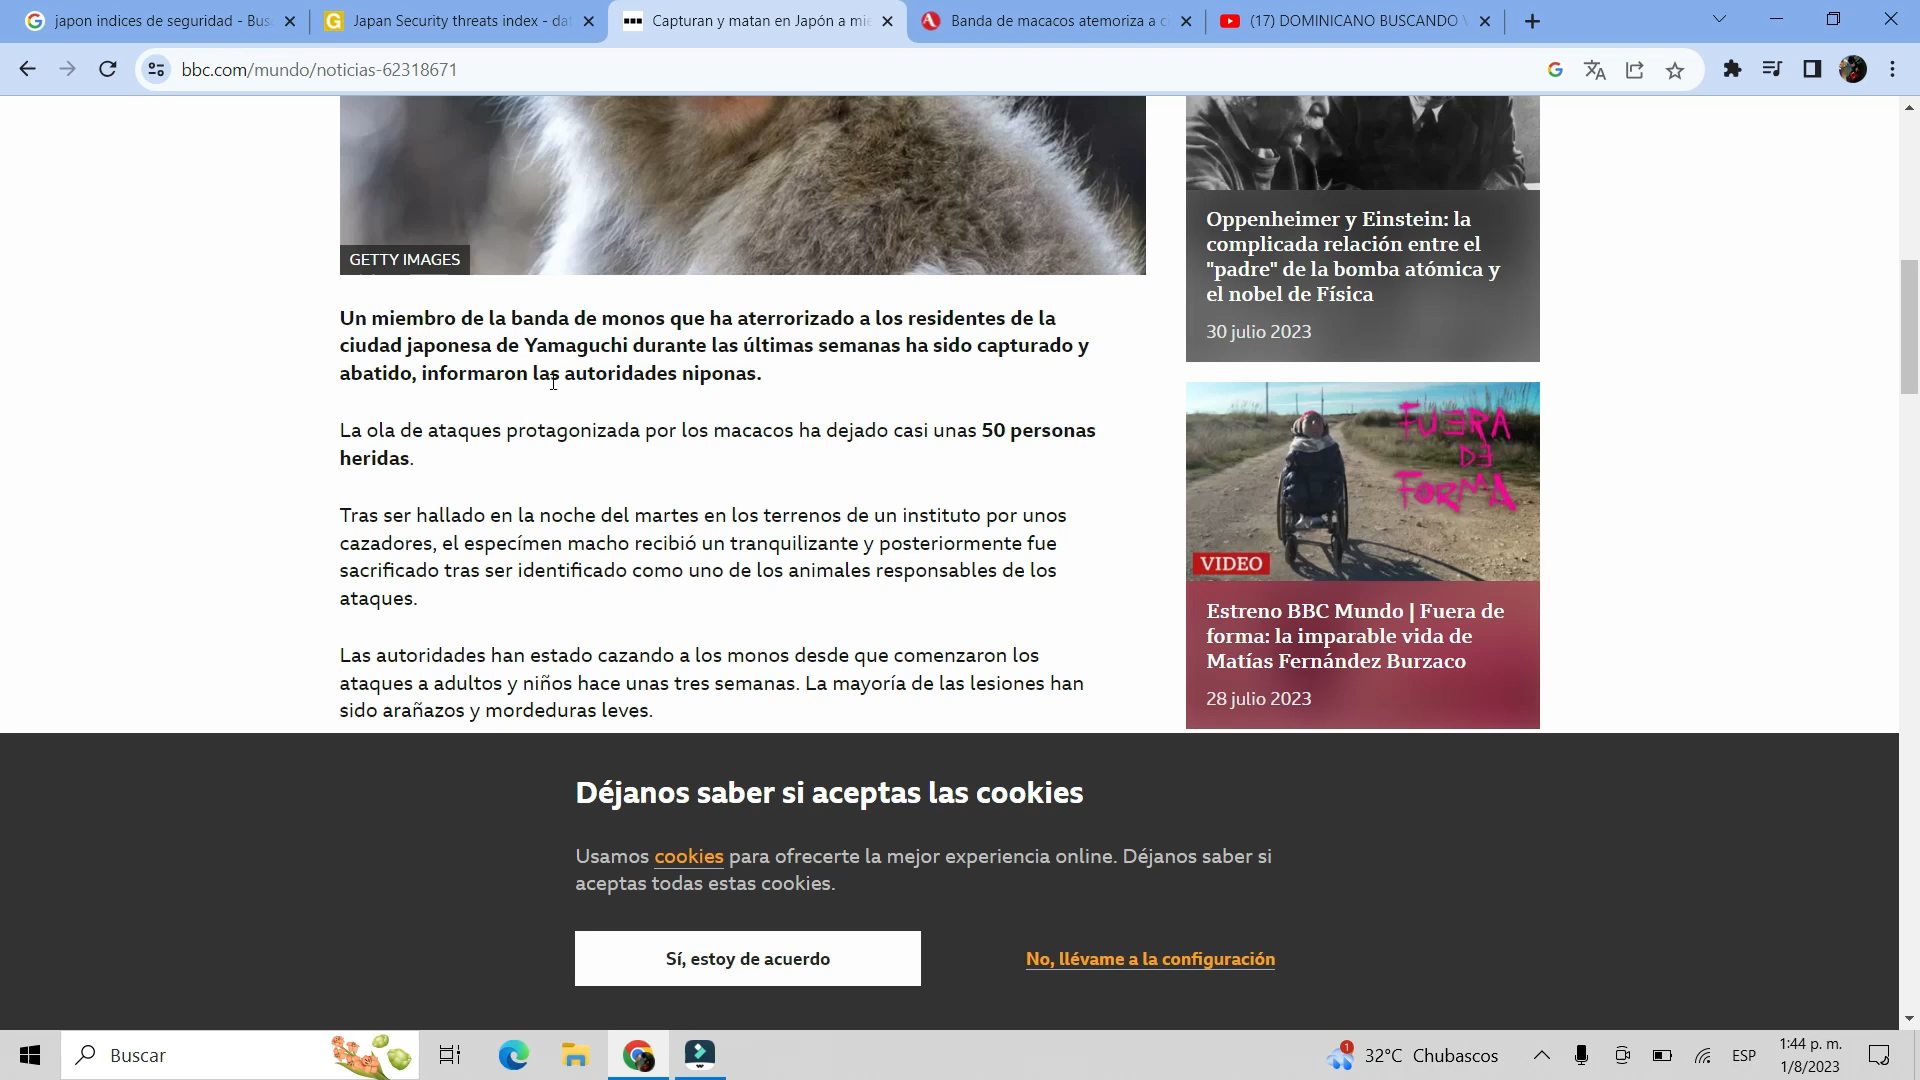 japon indices de seguridad - Bus
Japan Security threats index - da
Capturan y matan en Japón a mie
Banda de macacos atemoriza a c
(17) DOMINICANO BUSCANDO
bbc.com/mundo/noticias-62318671
GETTY IMAGES
Un miembro de la banda de monos que ha aterrorizado a los residentes de la
ciudad japonesa de Yamaguchi durante las últimas semanas ha sido capturado y
abatido, informaron las autoridades niponas.
La ola de ataques protagonizada por los macacos ha dejado casi unas 50 personas
heridas.
Tras ser hallado en la noche del martes en los terrenos de un instituto por unos
cazadores, el especímen macho recibió un tranquilizante y posteriormente fue
sacrificado tras ser identificado como uno de los animales responsables de los
ataques.
Las autoridades han estado cazando a los monos desde que comenzaron los
ataques a adultos y niños hace unas tres semanas. La mayoría de las lesiones han
sido arañazos y mordeduras leves.
Oppenheimer y Einstein: la
complicada relación entre el
"padre" de la bomba atómica y
el nobel de Física
30 julio 2023
FUERA
DE
FORMA
VIDEO
Estreno BBC Mundo | Fuera de
forma: la imparable vida de
Matías Fernández Burzaco
28 julio 2023
Déjanos saber si aceptas las cookies
Usamos cookies para ofrecerte la mejor experiencia online. Déjanos saber si
aceptas todas estas cookies.
Sí, estoy de acuerdo
No, llévame a la configuración
Buscar
1
32°C Chubascos
ESP
1:44 p. m.
1/8/2023